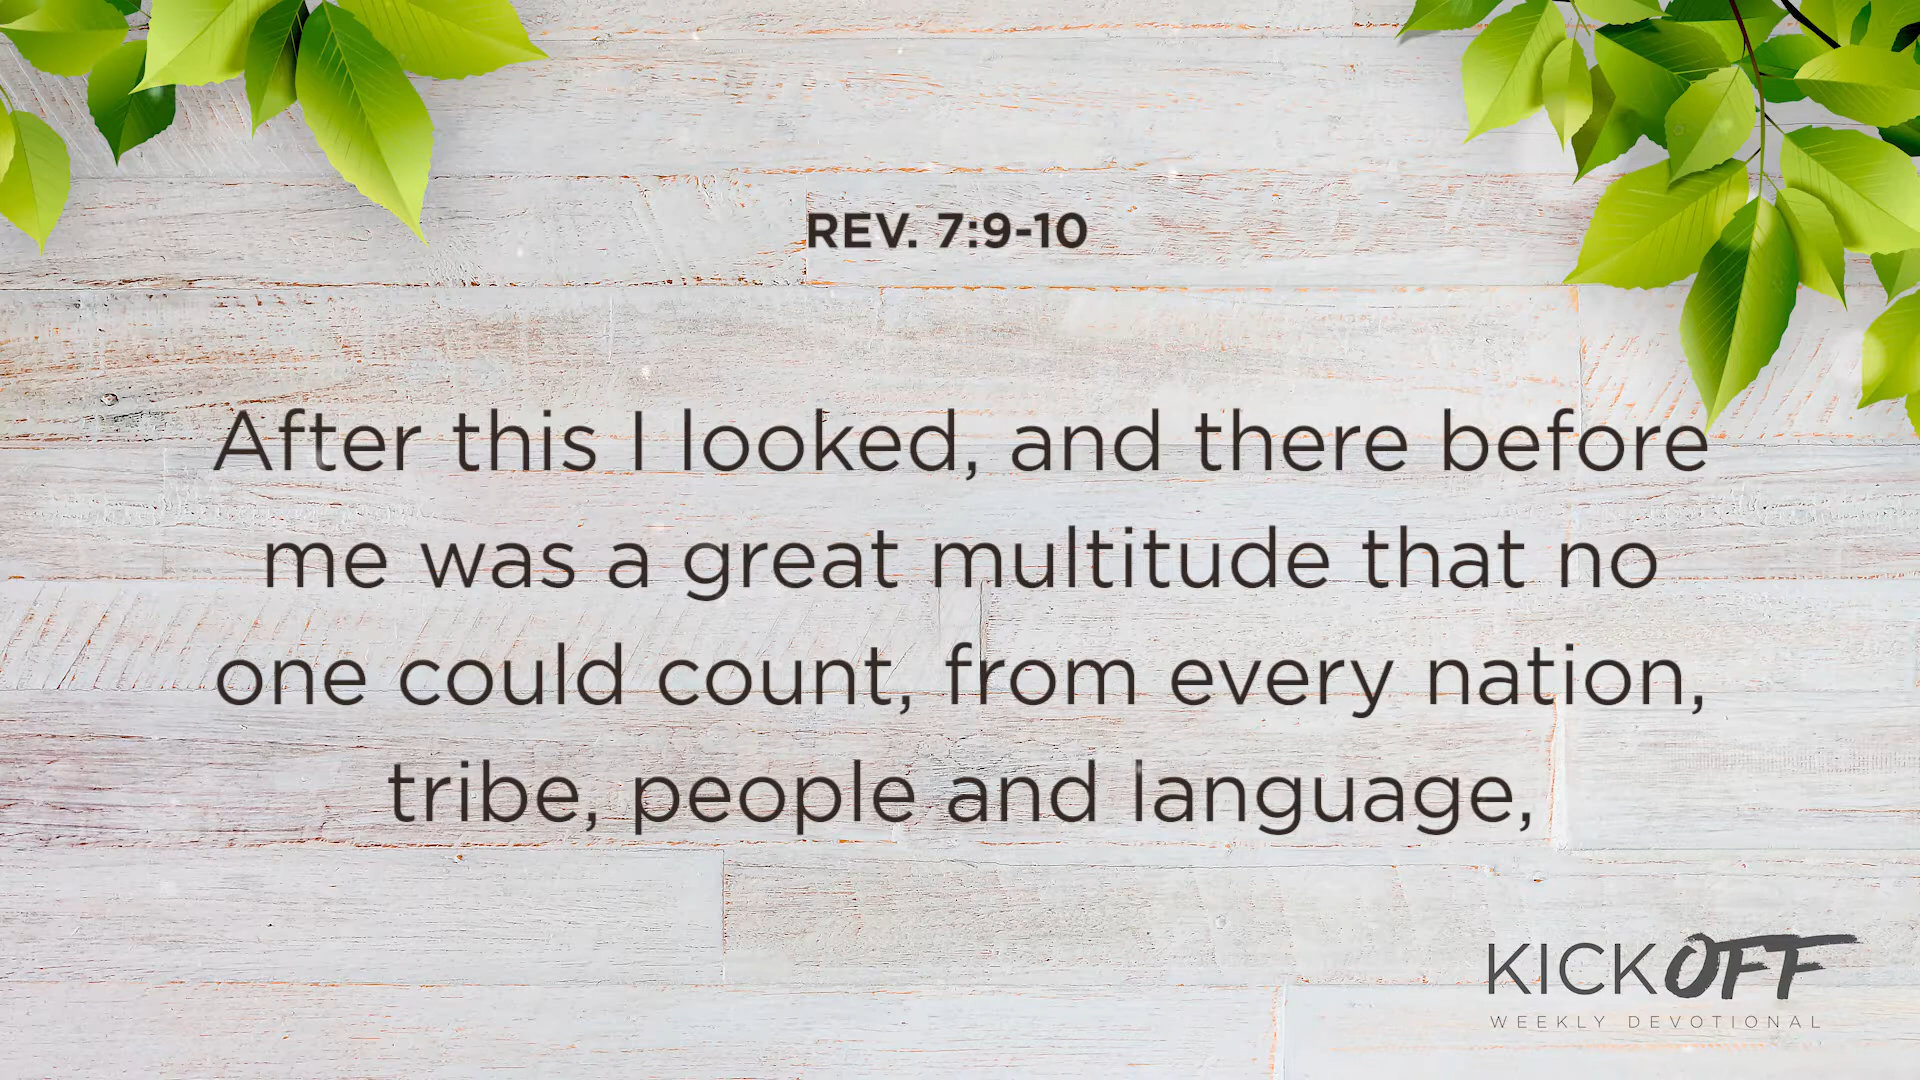 REV. 7:9-10
After this I looked, and there before
me was a great multitude that no
one could count, from every nation,
tribe, people and language,
KICKOFF
WEEKLY DEVOTIONAL